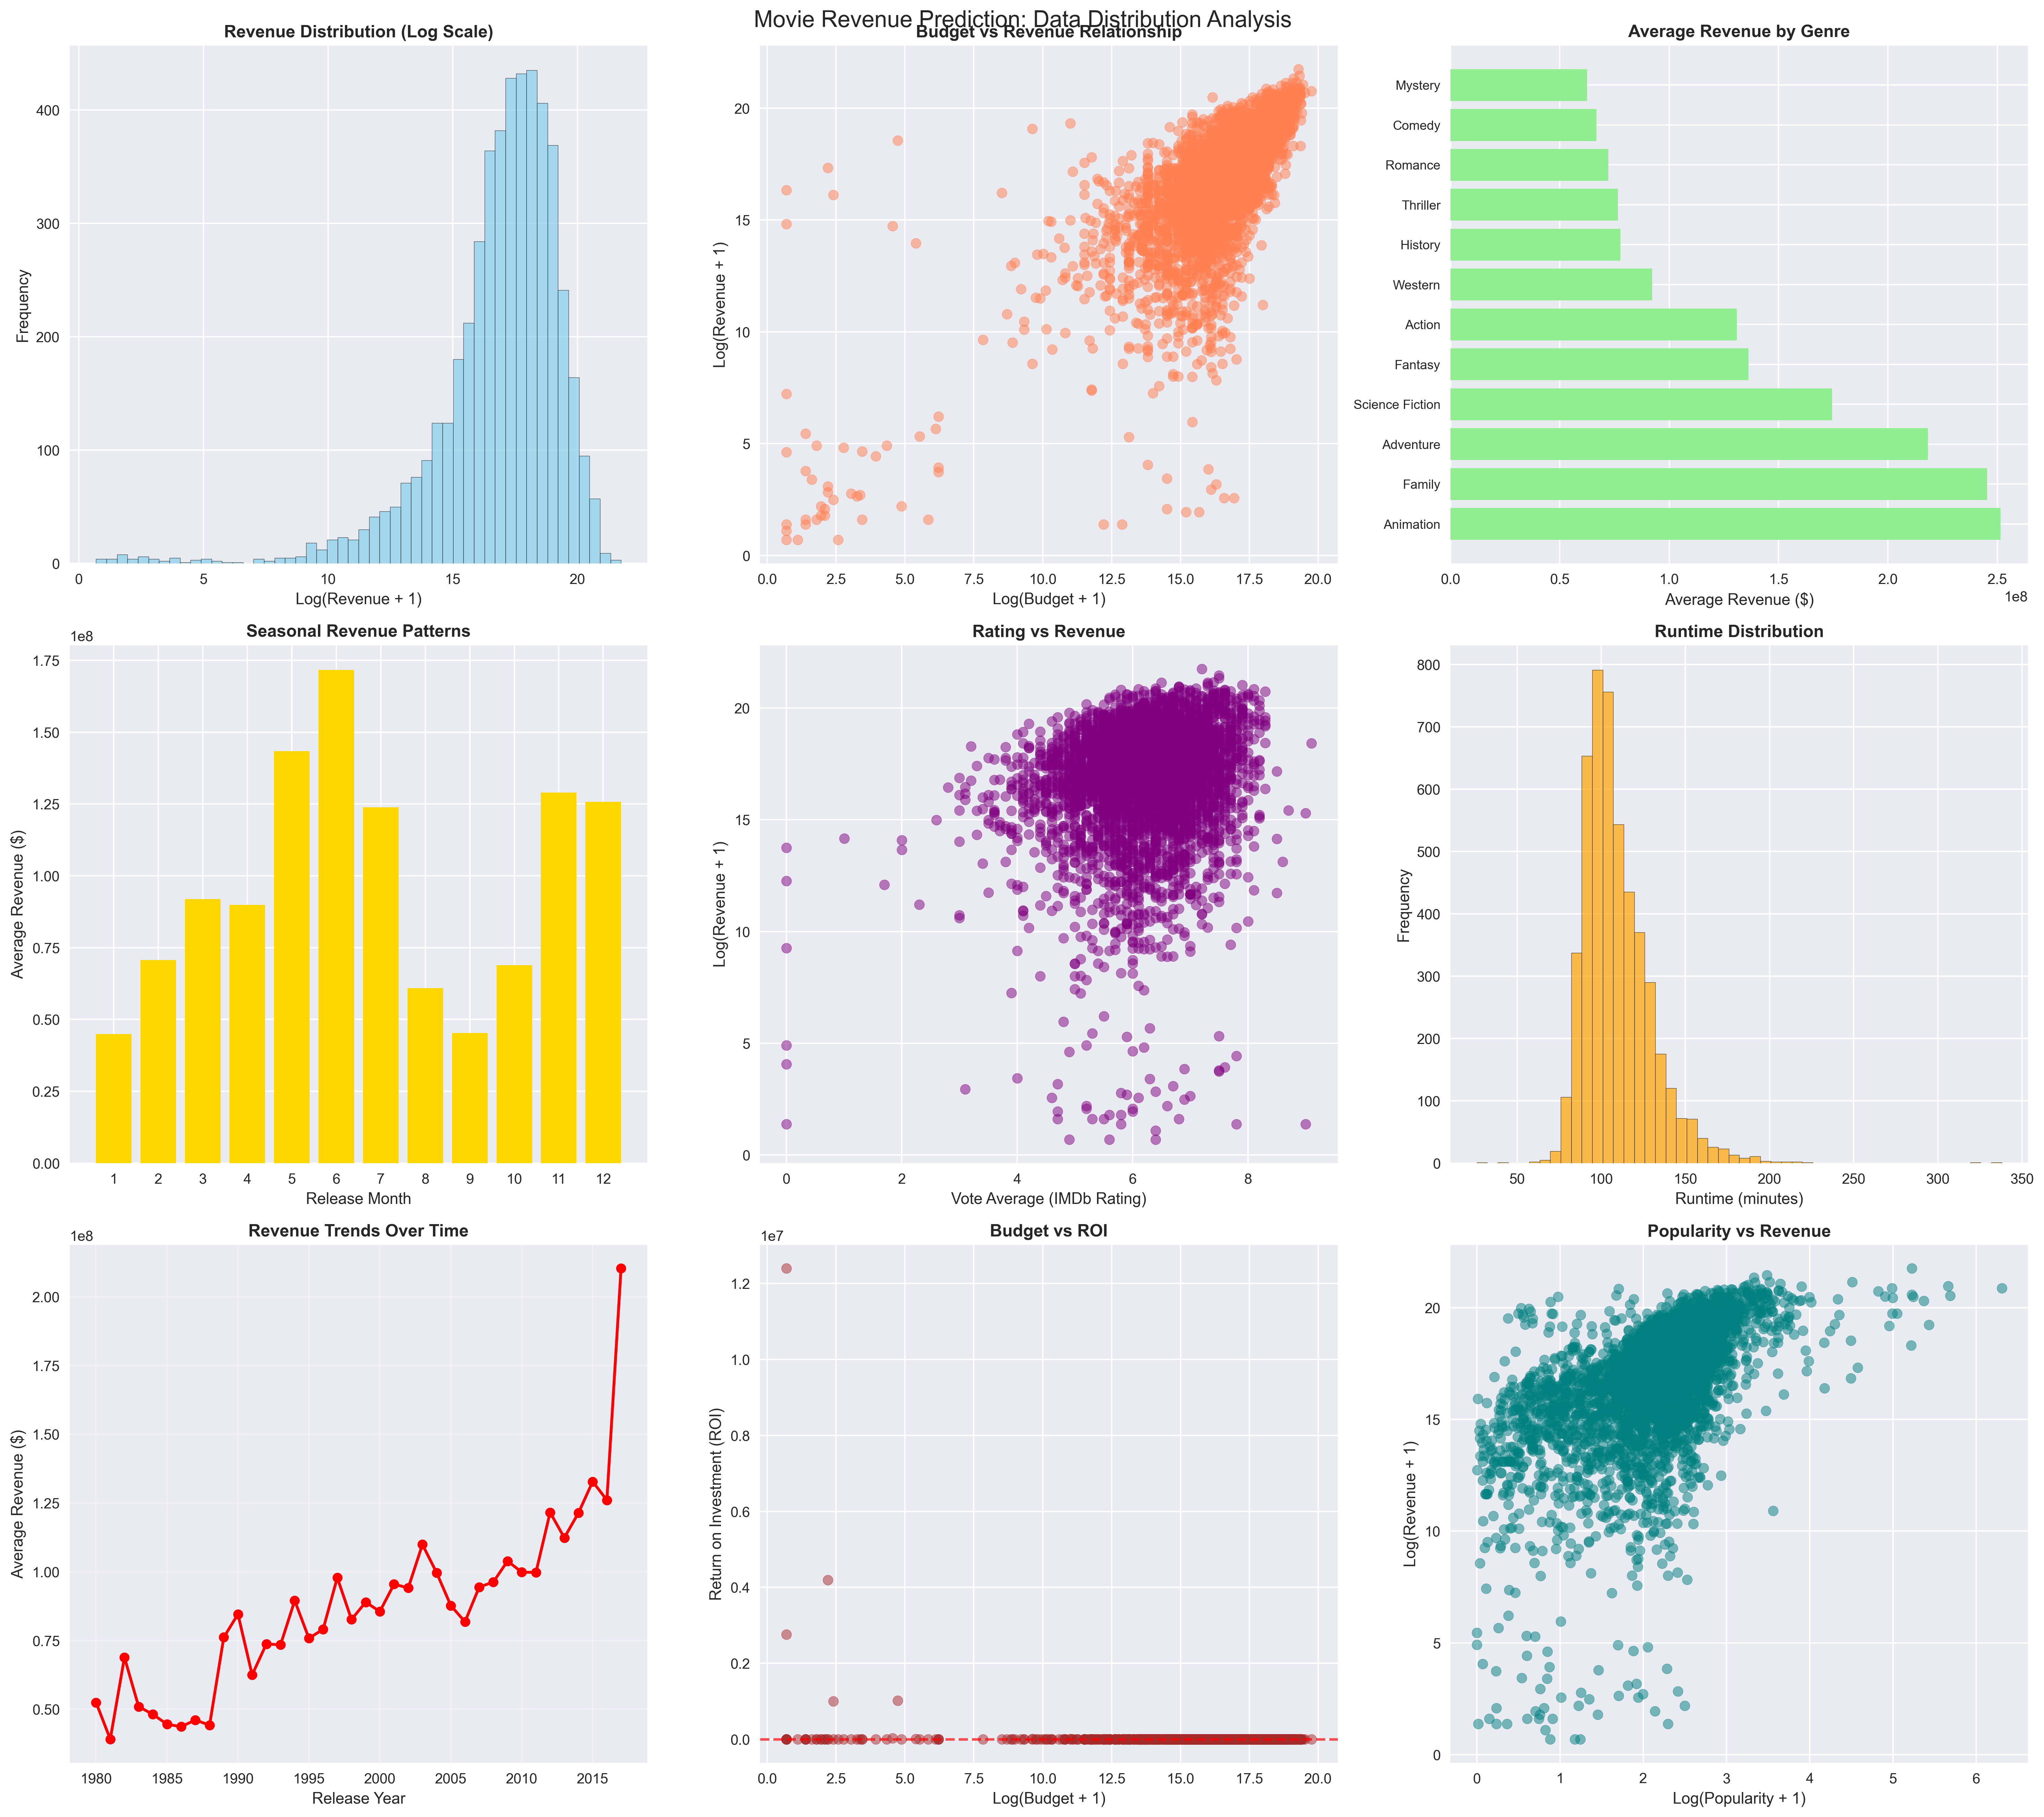 Movie Revenue Prediction: Data Distribution Analysis
Revenue Distribution (Log Scale)
Frequency
400
300
200
100
0
0 5 10 15 20
Log(Revenue + 1)
Budget vs Revenue Relationship
Log(Revenue + 1)
20
15
10
5
0
0.0 2.5 5.0 7.5 10.0 12.5 15.0 17.5 20.0
Log(Budget + 1)
Average Revenue by Genre
Mystery
Comedy
Romance
Thriller
History
Western
Action
Fantasy
Science Fiction
Adventure
Family
Animation
0.0 0.5 1.0 1.5 2.0 2.5
1e8
Average Revenue ($)
Seasonal Revenue Patterns
1e8
Average Revenue ($)
1.75
1.50
1.25
1.00
0.75
0.50
0.25
0.00
1 2 3 4 5 6 7 8 9 10 11 12
Release Month
Rating vs Revenue
Log(Revenue + 1)
20
15
10
5
0
0 2 4 6 8
Vote Average (IMDb Rating)
Runtime Distribution
Frequency
800
700
600
500
400
300
200
100
0
50 100 150 200 250 300 350
Runtime (minutes)
Revenue Trends Over Time
1e8
Average Revenue ($)
2.00
1.75
1.50
1.25
1.00
0.75
0.50
1980 1985 1990 1995 2000 2005 2010 2015
Release Year
Budget vs ROI
1e7
Return on Investment (ROI)
1.2
1.0
0.8
0.6
0.4
0.2
0.0
0.0 2.5 5.0 7.5 10.0 12.5 15.0 17.5 20.0
Log(Budget + 1)
Popularity vs Revenue
Log(Revenue + 1)
20
15
10
5
0
0 1 2 3 4 5 6
Log(Popularity + 1)